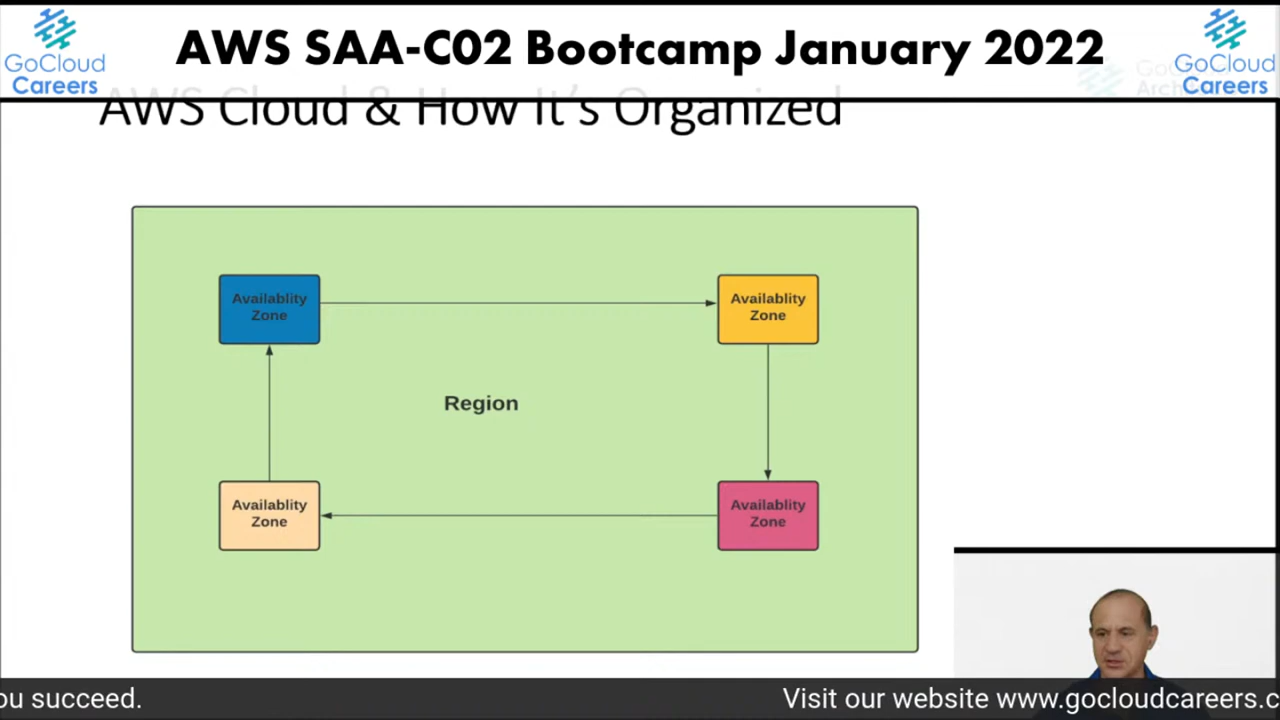 AWS SAA-C02 Bootcamp January 2022
GoCloud
Careers
GoCloud
Careers
AWS Cloud & How It's Organized
Availablity
Zone
Availablity
Zone
Region
Availablity
Zone
Availablity
Zone
ou succeed.
Visit our website www.gocloudcareers.c